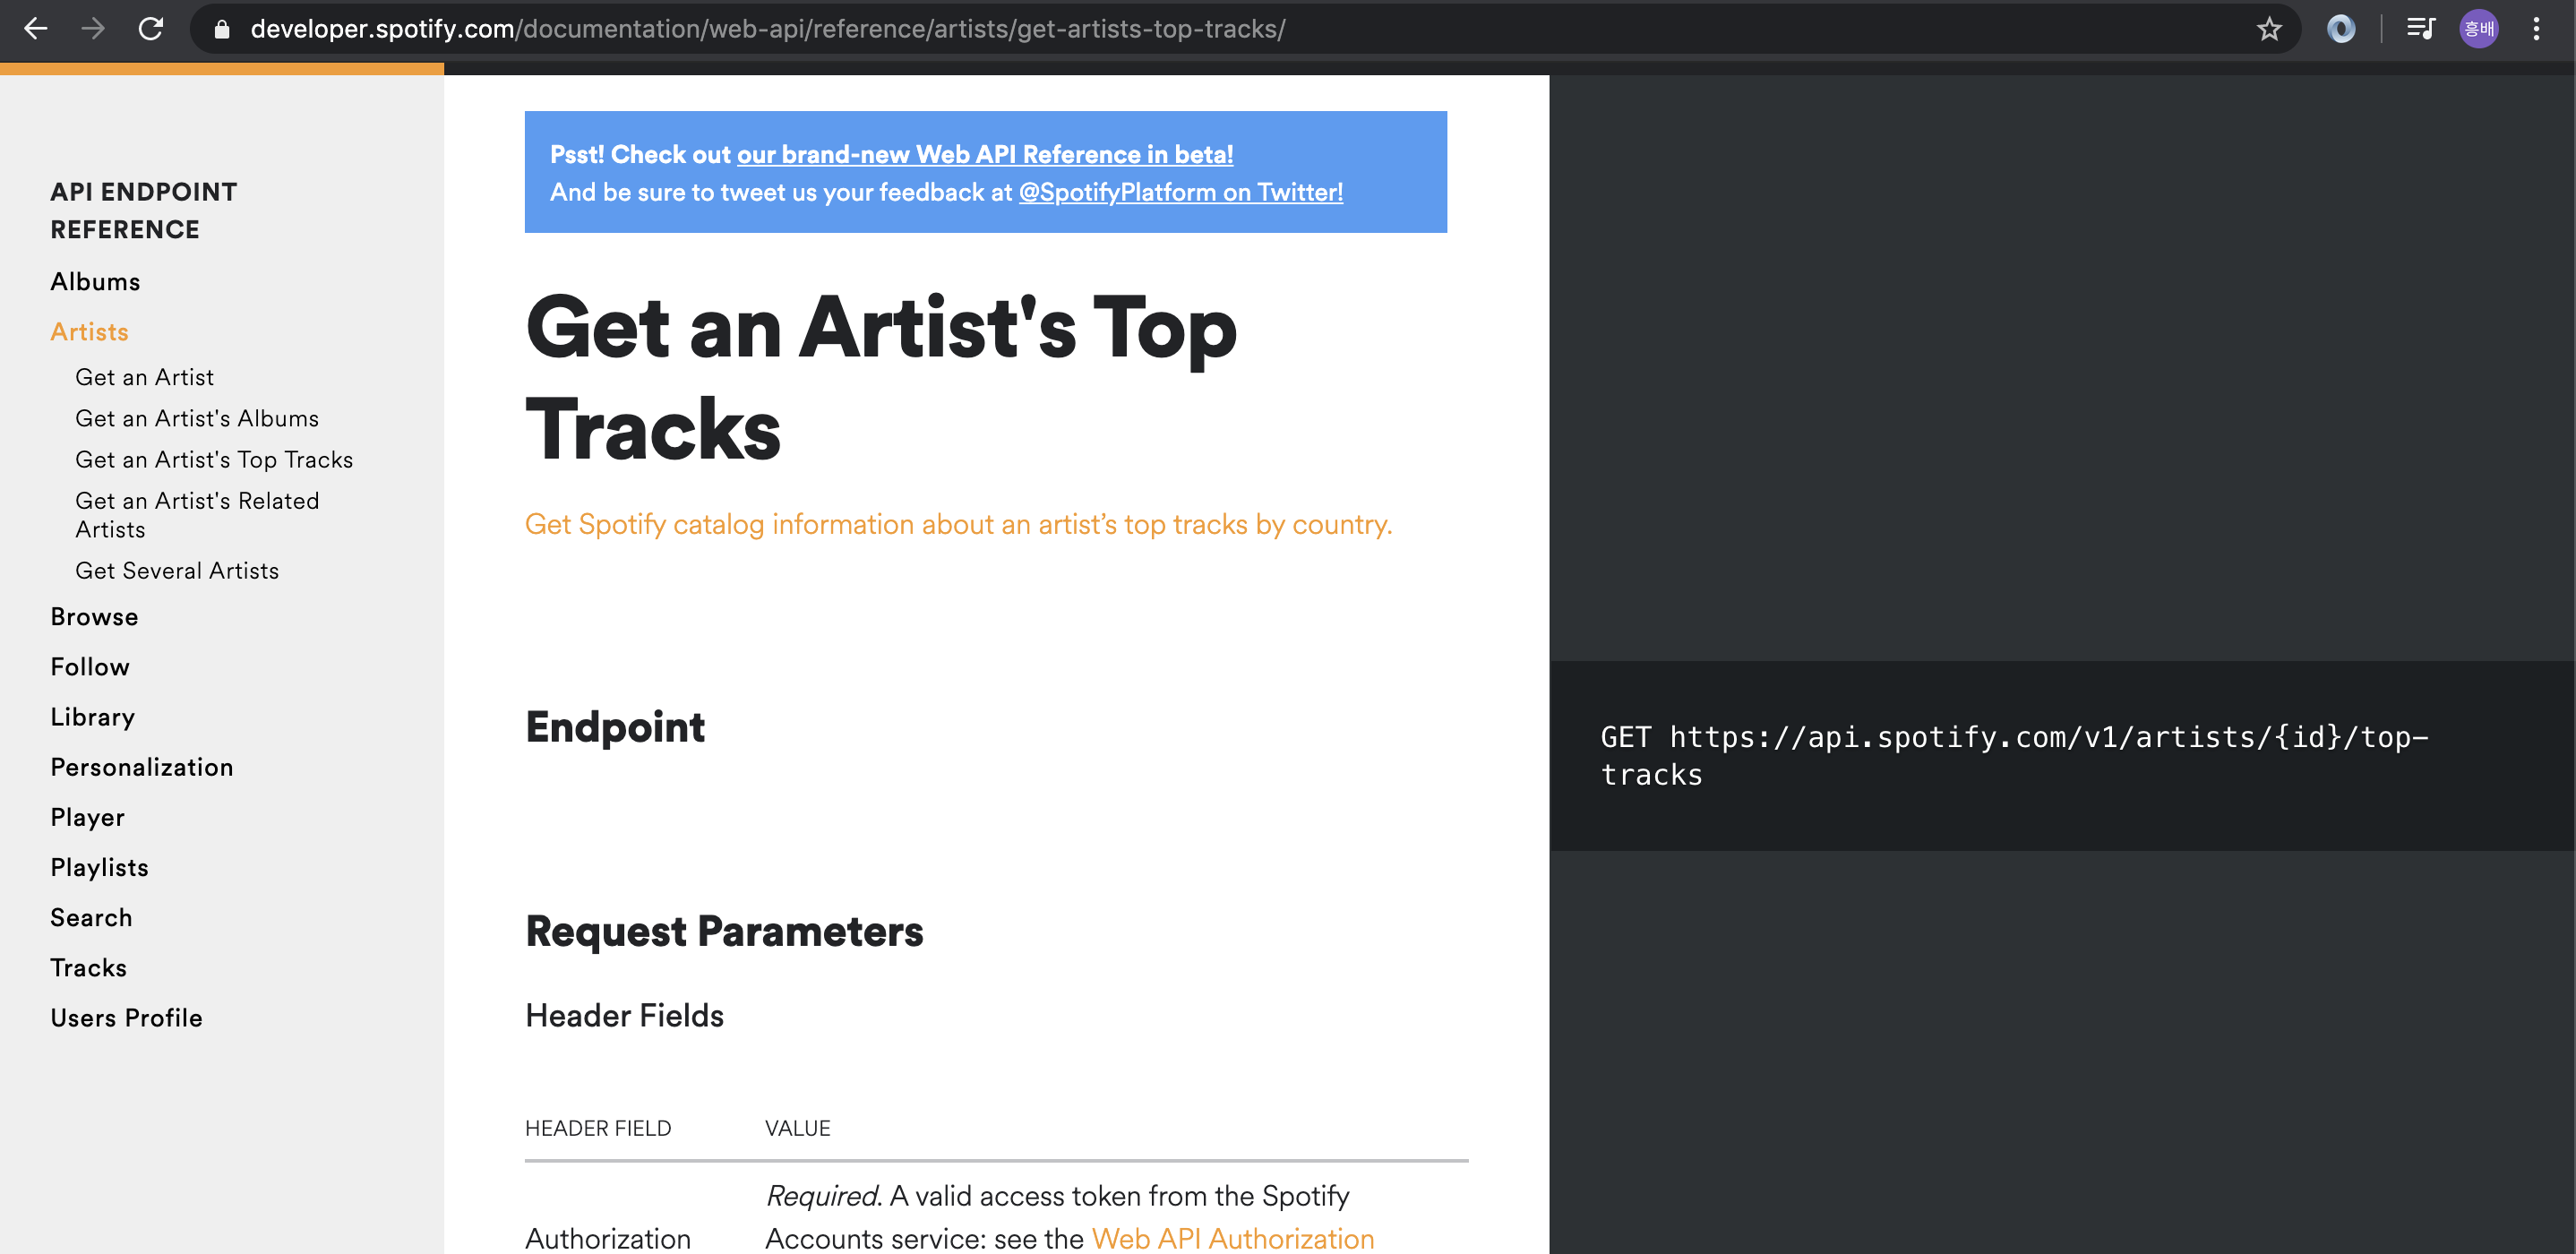 developer.spotify.com/documentation/web-api/reference/artists/get-artists-top-tracks/
흥배
API ENDPOINT
REFERENCE
Albums
Artists
Get an Artist
Get an Artist's Albums
Get an Artist's Top Tracks
Get an Artist's Related
Artists
Get Several Artists
Browse
Follow
Library
Personalization
Player
Playlists
Search
Tracks
Users Profile
Psst! Check out our brand-new Web API Reference in beta!
And be sure to tweet us your feedback at @SpotifyPlatform on Twitter!
Get an Artist's Top
Tracks
Get Spotify catalog information about an artist’s top tracks by country.
Endpoint
GET https://api.spotify.com/v1/artists/{id}/top-
tracks
Request Parameters
Header Fields
HEADER FIELD VALUE
Required. A valid access token from the Spotify
Authorization Accounts service: see the Web API Authorization